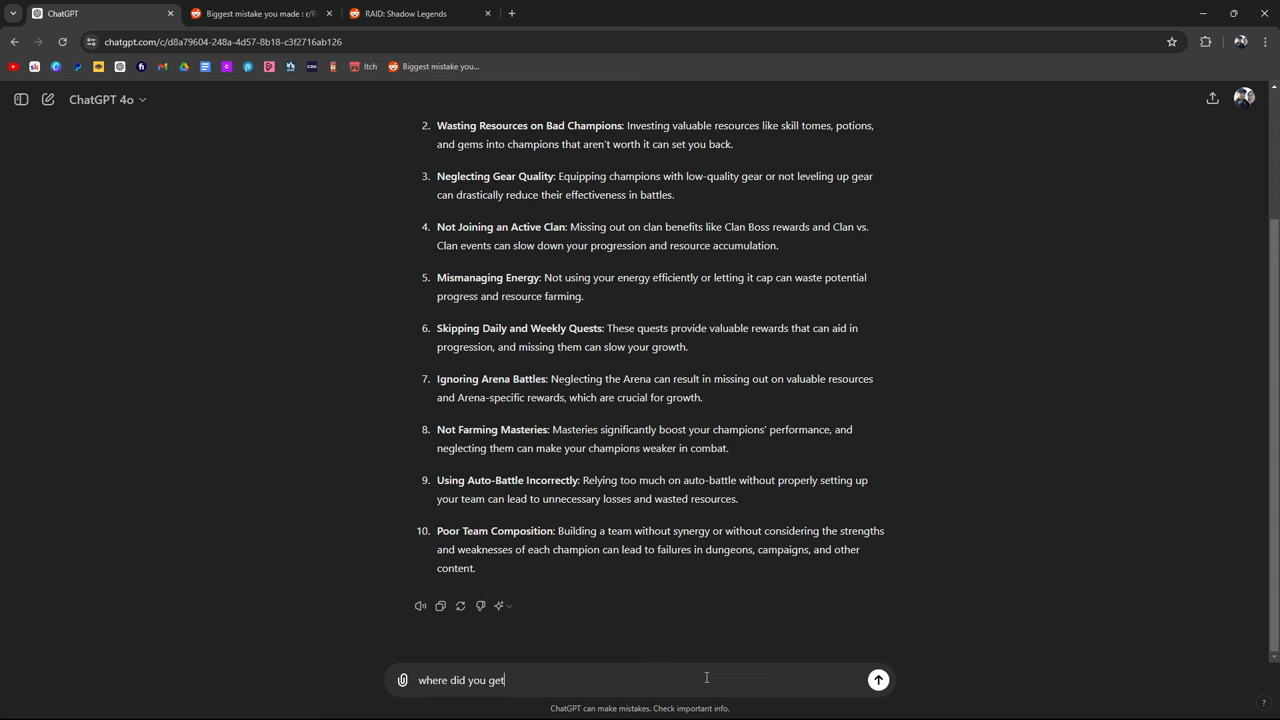 ChatGPT
Biggest mistake you made : r/R
RAID: Shadow Legends
chatgpt.com/c/d8a79604-248a-4d57-8b18-c3f2716ab126
Itch
Biggest mistake you...
ChatGPT 4o
2. Wasting Resources on Bad Champions: Investing valuable resources like skill tomes, potions,
and gems into champions that aren't worth it can set you back.
3. Neglecting Gear Quality: Equipping champions with low-quality gear or not leveling up gear
can drastically reduce their effectiveness in battles.
4. Not Joining an Active Clan: Missing out on clan benefits like Clan Boss rewards and Clan vs.
Clan events can slow down your progression and resource accumulation.
5. Mismanaging Energy: Not using your energy efficiently or letting it cap can waste potential
progress and resource farming.
6. Skipping Daily and Weekly Quests: These quests provide valuable rewards that can aid in
progression, and missing them can slow your growth.
7. Ignoring Arena Battles: Neglecting the Arena can result in missing out on valuable resources
and Arena-specific rewards, which are crucial for growth.
8. Not Farming Masteries: Masteries significantly boost your champions' performance, and
neglecting them can make your champions weaker in combat.
9. Using Auto-Battle Incorrectly: Relying too much on auto-battle without properly setting up
your team can lead to unnecessary losses and wasted resources.
10. Poor Team Composition: Building a team without synergy or without considering the strengths
and weaknesses of each champion can lead to failures in dungeons, campaigns, and other
content.
where did you get
ChatGPT can make mistakes. Check important info.
?